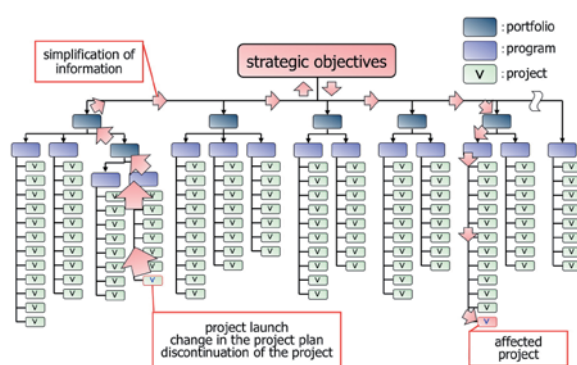 simplification of
information
strategic objectives
: portfolio
: program
V : project
project launch
change in the project plan
discontinuation of the project
affected
project